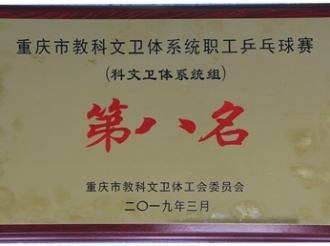 重庆市教科文卫体系统职工乒乓球赛
(科文卫体系统组)
第八名
重庆市教科文卫体工会委员会
二〇一九年三月